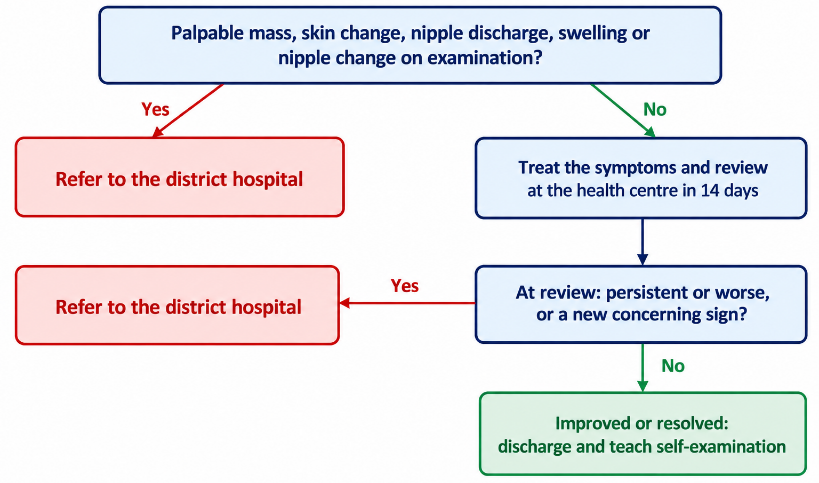 Palpable mass, skin change, nipple discharge, swelling or
nipple change on examination?
Yes
No
Refer to the district hospital
Treat the symptoms and review
at the health centre in 14 days
Refer to the district hospital
Yes
At review: persistent or worse,
or a new concerning sign?
No
Improved or resolved:
discharge and teach self-examination